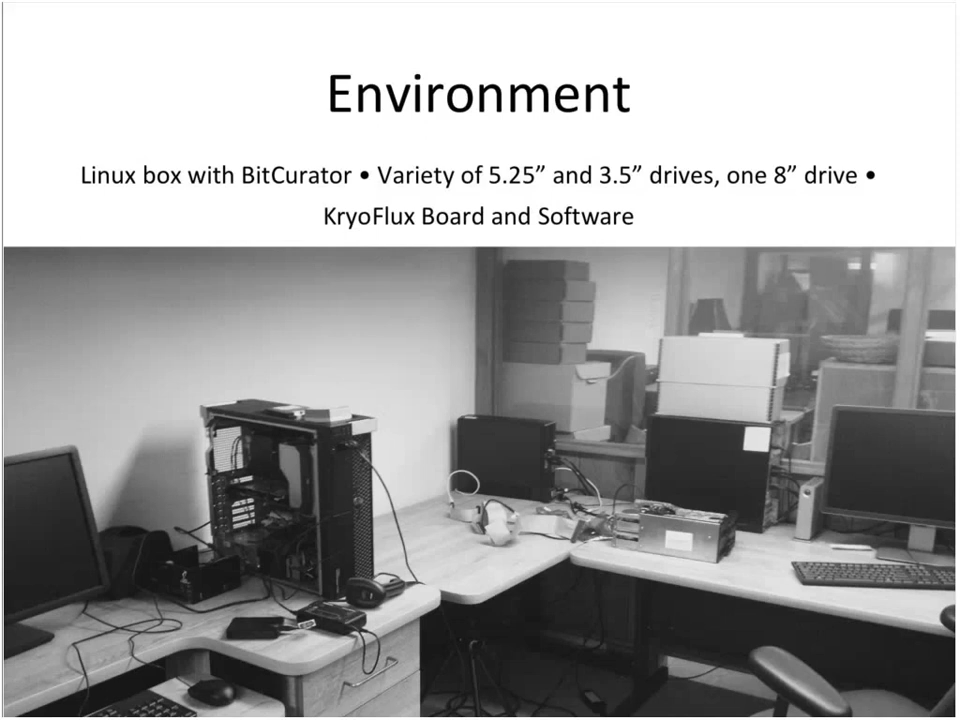 Environment
Linux box with BitCurator • Variety of 5.25” and 3.5” drives, one 8” drive •
KryoFlux Board and Software